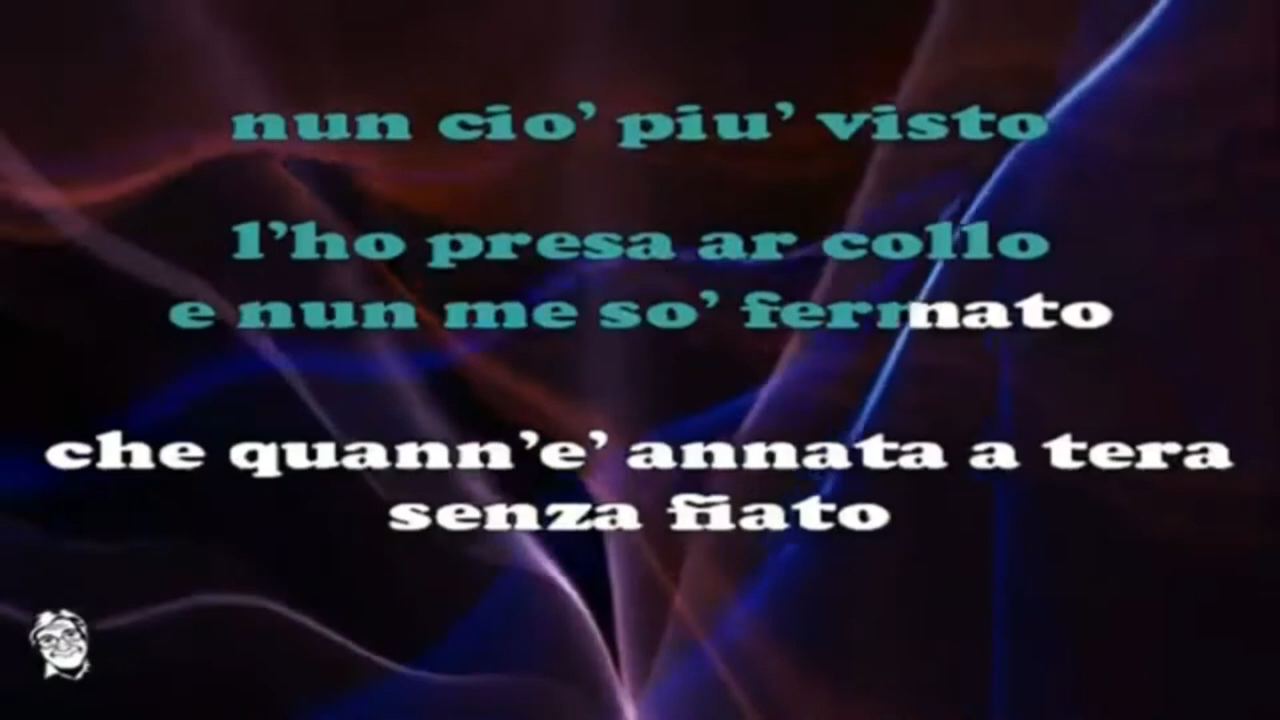 nun cio’ piu’ visto
l’ho presa ar collo
e nun me so’ fermato
che quann’e’ annata a tera
senza fiato